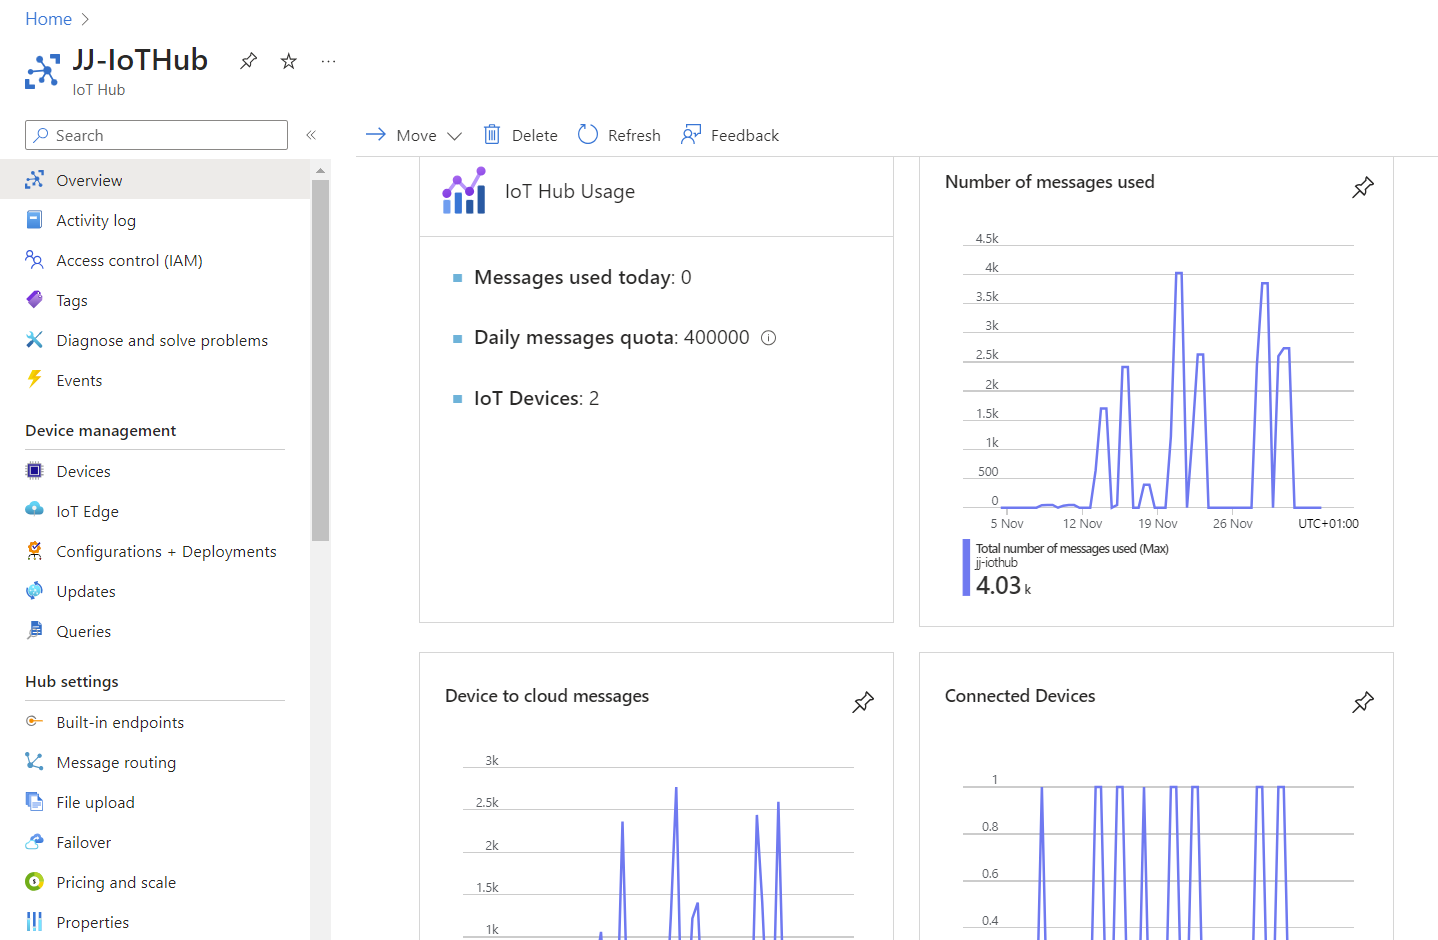 Home
JJ-IoTHub
IoT Hub
Search
Move
Delete
Refresh
Feedback
Overview
Activity log
Access control (IAM)
Tags
Diagnose and solve problems
Events
Device management
Devices
IoT Edge
Configurations + Deployments
Updates
Queries
Hub settings
Built-in endpoints
Message routing
File upload
Failover
Pricing and scale
Properties
IoT Hub Usage
Messages used today: 0
Daily messages quota: 400000
IoT Devices: 2
Number of messages used
4.5k
4k
3.5k
3k
2.5k
2k
1.5k
1k
500
0
5 Nov 12 Nov 19 Nov 26 Nov UTC+01:00
Total number of messages used (Max)
jj-iothub
4.03 k
Device to cloud messages
3k
2.5k
2k
1.5k
1k
Connected Devices
1
0.8
0.6
0.4